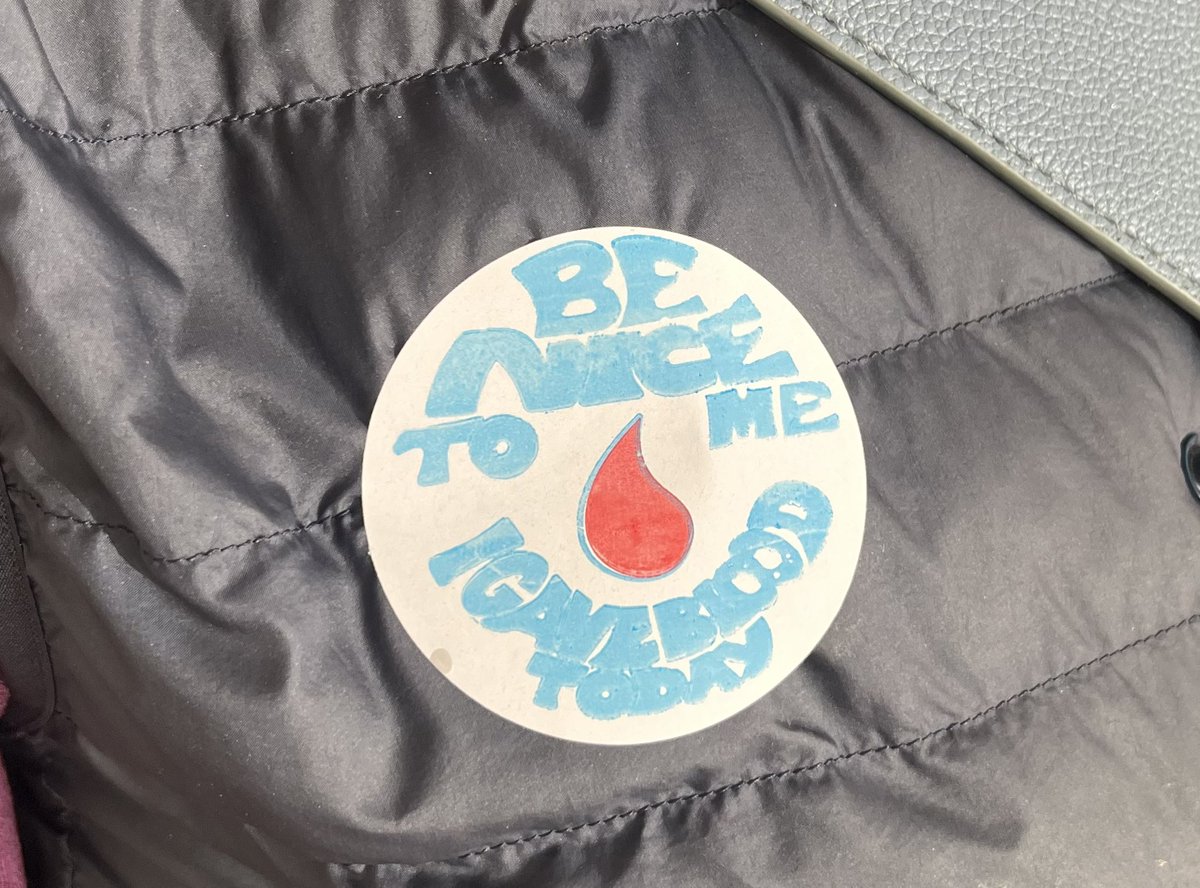 BE
NICE
TO ME
I GAVE BLOOD
TODAY